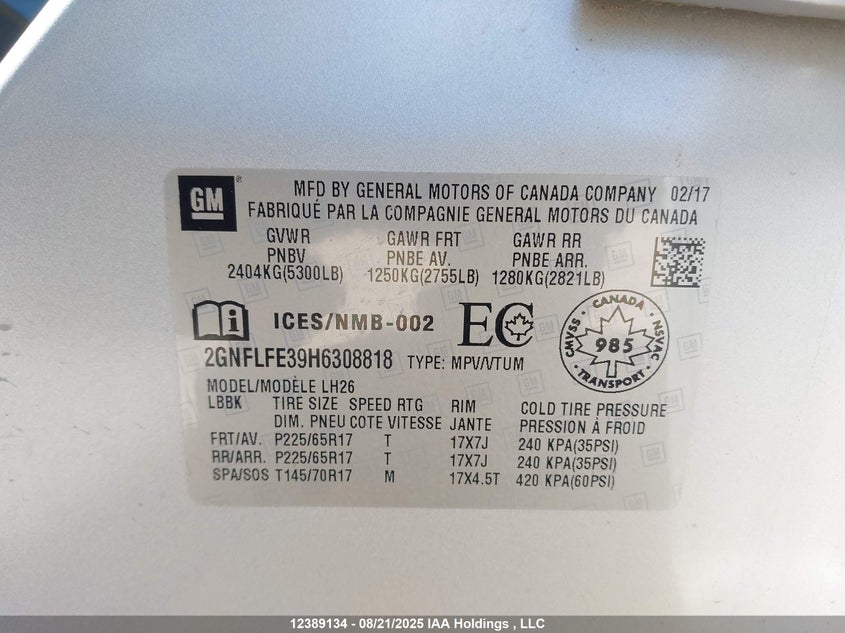 GM
MFD BY GENERAL MOTORS OF CANADA COMPANY 02/17
FABRIQUÉ PAR LA COMPAGNIE GENERAL MOTORS DU CANADA
GVWR GAWR FRT GAWR RR
PNBV PNBE AV. PNBE ARR.
2404KG(5300LB) 1250KG(2755LB) 1280KG(2821LB)
ICES/NMB-002 EC
CANADA
CMVSS 985 NSVAC
TRANSPORT
2GNFLFE39H6308818 TYPE: MPV/VTUM
MODEL/MODÈLE LH26
LBBK TIRE SIZE SPEED RTG RIM COLD TIRE PRESSURE
DIM. PNEU COTE VITESSE JANTE PRESSION À FROID
FRT/AV. P225/65R17 T 17X7J 240 KPA(35PSI)
RR/ARR. P225/65R17 T 17X7J 240 KPA(35PSI)
SPA/SOS T145/70R17 M 17X4.5T 420 KPA(60PSI)
12389134 - 08/21/2025 IAA Holdings , LLC